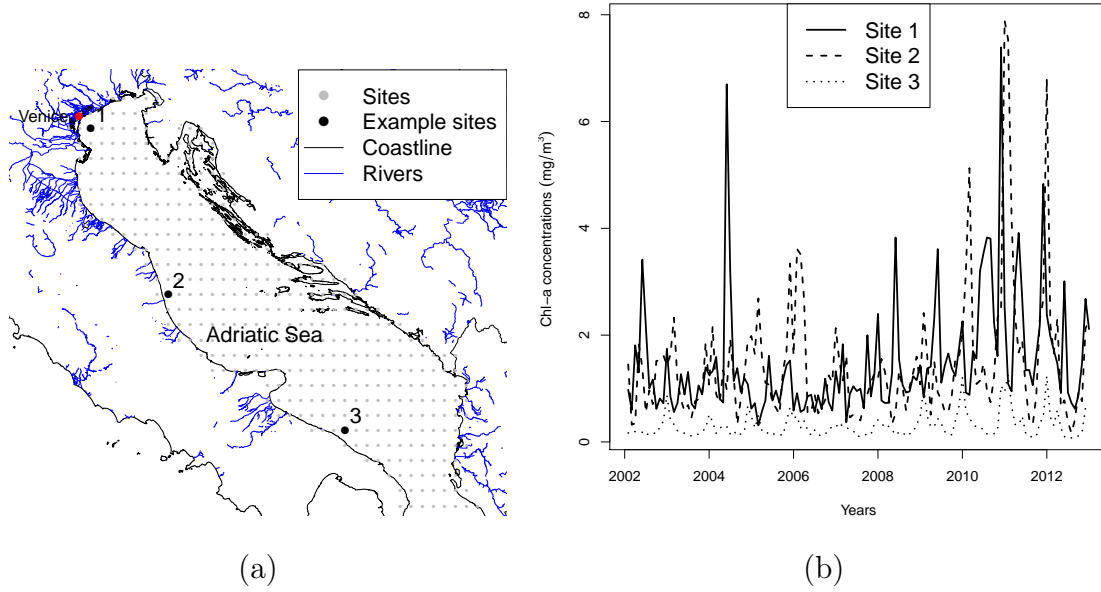 Sites
Example sites
Coastline
Rivers
Venice
1
2
Adriatic Sea
3
(a)
Site 1
Site 2
Site 3
Chl−a concentrations (mg/m³)
8
6
4
2
0
2002 2004 2006 2008 2010 2012
Years
(b)